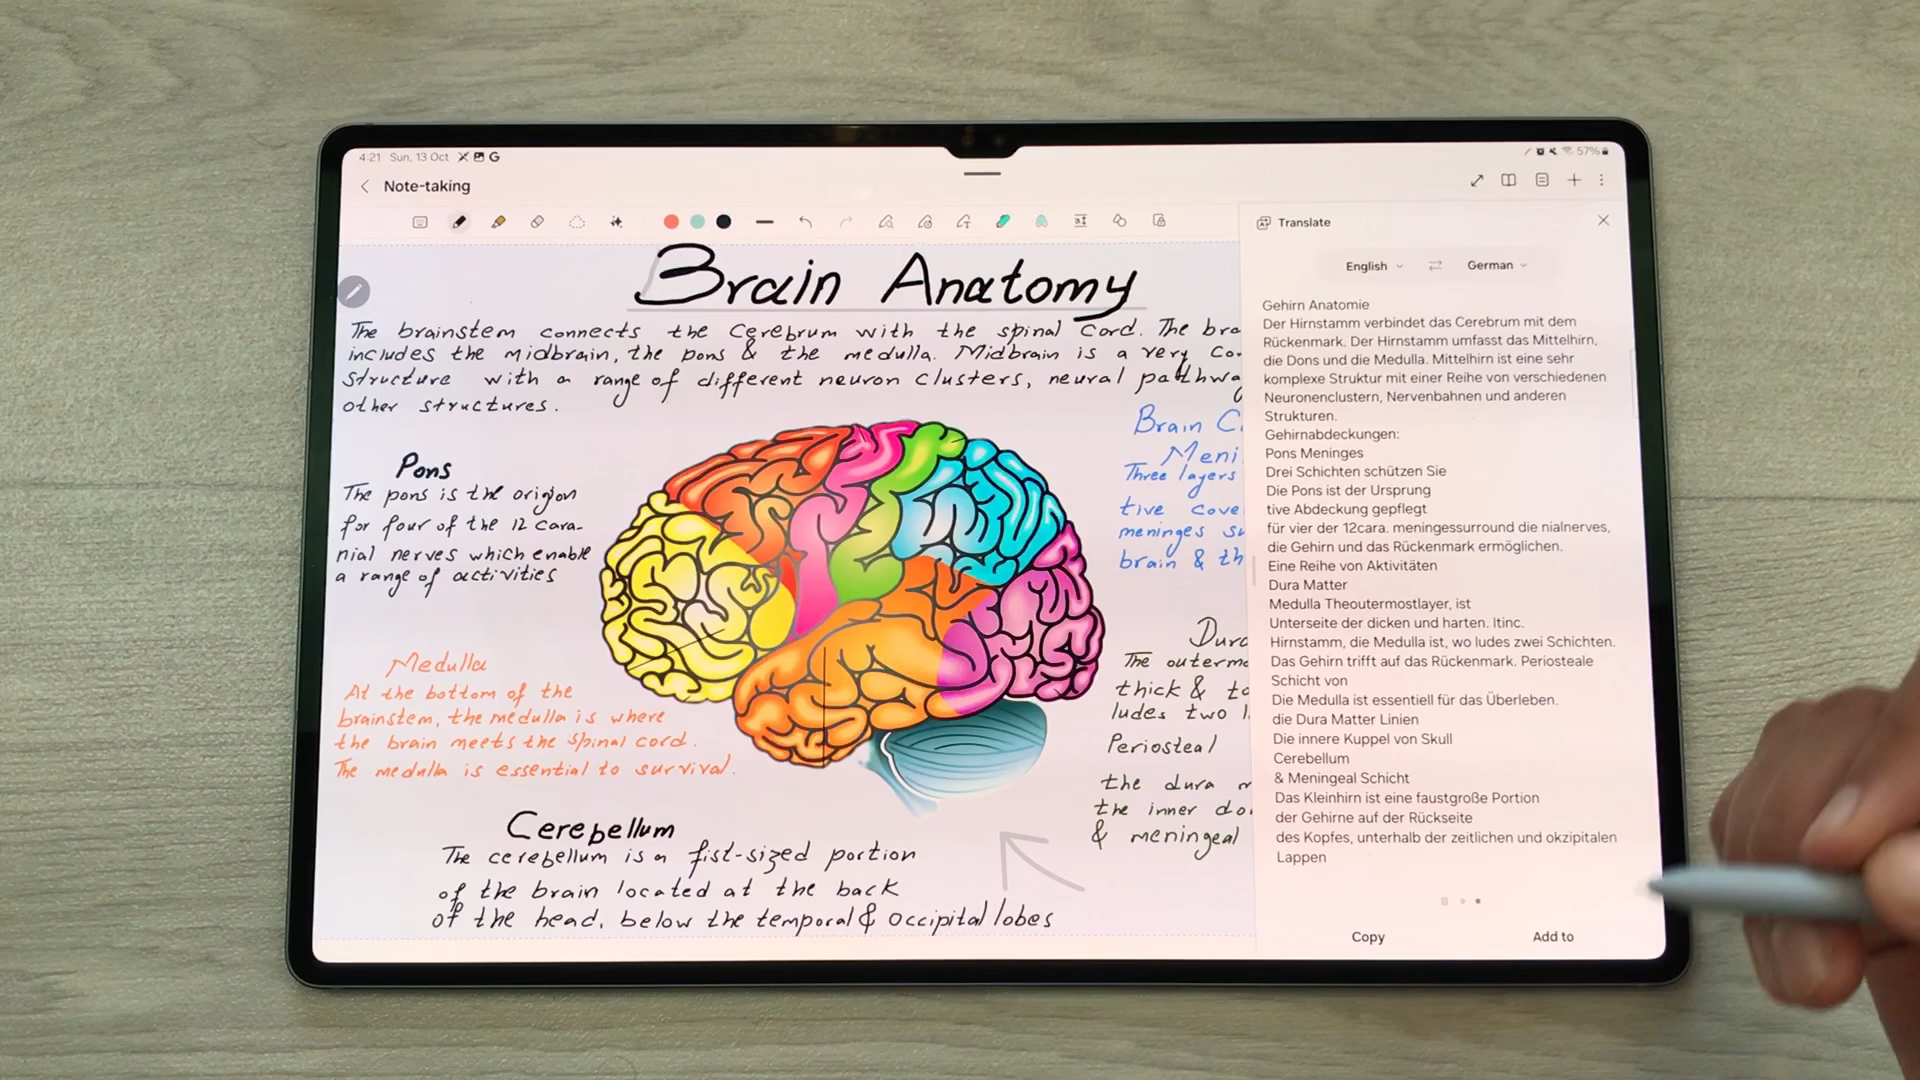 4:21 Sun, 13 Oct
57%
Note-taking
Brain Anatomy
The brainstem connects the Cerebrum with the spinal cord. The bra
includes the midbrain, the pons & the medulla. Midbrain is a very co
structure with a range of different neuron clusters, neural pathwa
other structures.
Pons
The pons is the origion
for four of the 12 cara-
nial nerves which enable
a range of activities
Medulla
At the bottom of the
brainstem, the medulla is where
the brain meets the spinal cord.
The medulla is essential to survival.
Cerebellum
The cerebellum is a fist-sized portion
of the brain located at the back
of the head, below the temporal & occipital lobes
Brain C
Meni
Three layers
tive cove
meninges su
brain & th
Dura
The outermo
thick & to
ludes two l
Periosteal
the dura m
the inner do
& meningeal
Translate
English German
Gehirn Anatomie
Der Hirnstamm verbindet das Cerebrum mit dem
Rückenmark. Der Hirnstamm umfasst das Mittelhirn,
die Dons und die Medulla. Mittelhirn ist eine sehr
komplexe Struktur mit einer Reihe von verschiedenen
Neuronenclustern, Nervenbahnen und anderen
Strukturen.
Gehirnabdeckungen:
Pons Meninges
Drei Schichten schützen Sie
Die Pons ist der Ursprung
tive Abdeckung gepflegt
für vier der 12cara. meningessurround die nialnerves,
die Gehirn und das Rückenmark ermöglichen.
Eine Reihe von Aktivitäten
Dura Matter
Medulla Theoutermostlayer, ist
Unterseite der dicken und harten. Itinc.
Hirnstamm, die Medulla ist, wo ludes zwei Schichten.
Das Gehirn trifft auf das Rückenmark. Periosteale
Schicht von
Die Medulla ist essentiell für das Überleben.
die Dura Matter Linien
Die innere Kuppel von Skull
Cerebellum
& Meningeal Schicht
Das Kleinhirn ist eine faustgroße Portion
der Gehirne auf der Rückseite
des Kopfes, unterhalb der zeitlichen und okzipitalen
Lappen
Copy Add to